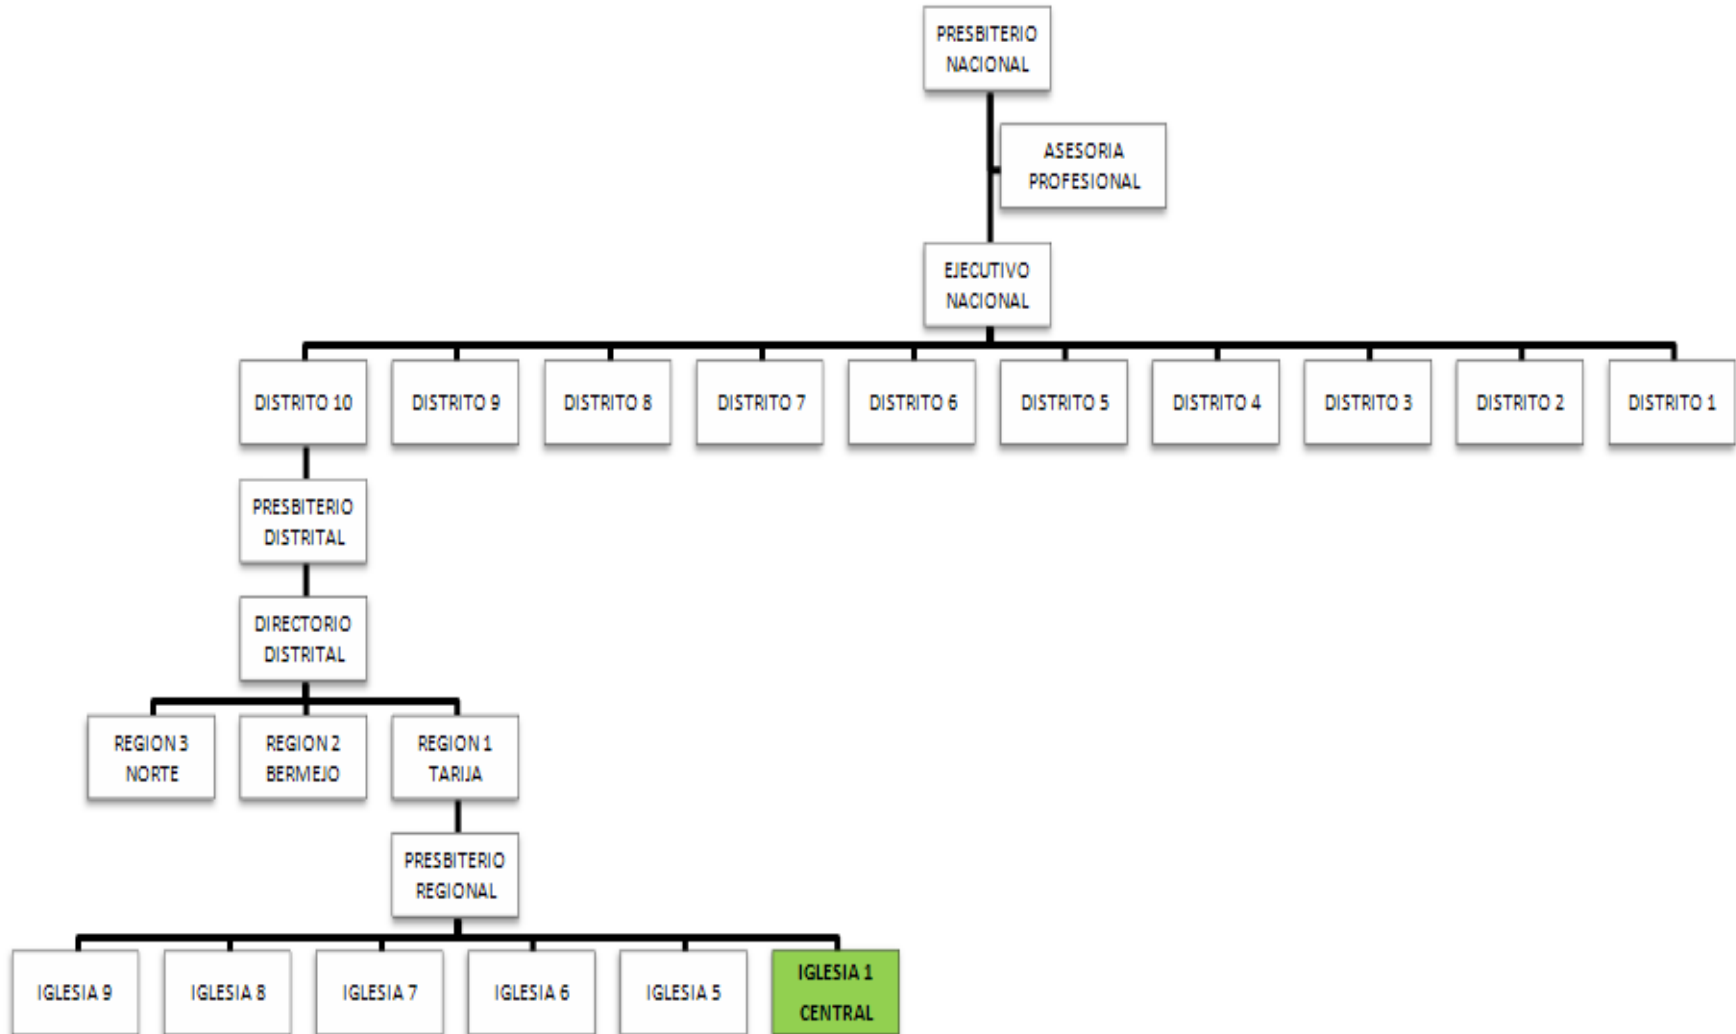 PRESBITERIO
NACIONAL
ASESORIA
PROFESIONAL
EJECUTIVO
NACIONAL
DISTRITO 10
DISTRITO 9
DISTRITO 8
DISTRITO 7
DISTRITO 6
DISTRITO 5
DISTRITO 4
DISTRITO 3
DISTRITO 2
DISTRITO 1
PRESBITERIO
DISTRITAL
DIRECTORIO
DISTRITAL
REGION 3
NORTE
REGION 2
BERMEJO
REGION 1
TARIJA
PRESBITERIO
REGIONAL
IGLESIA 9
IGLESIA 8
IGLESIA 7
IGLESIA 6
IGLESIA 5
IGLESIA 1
CENTRAL